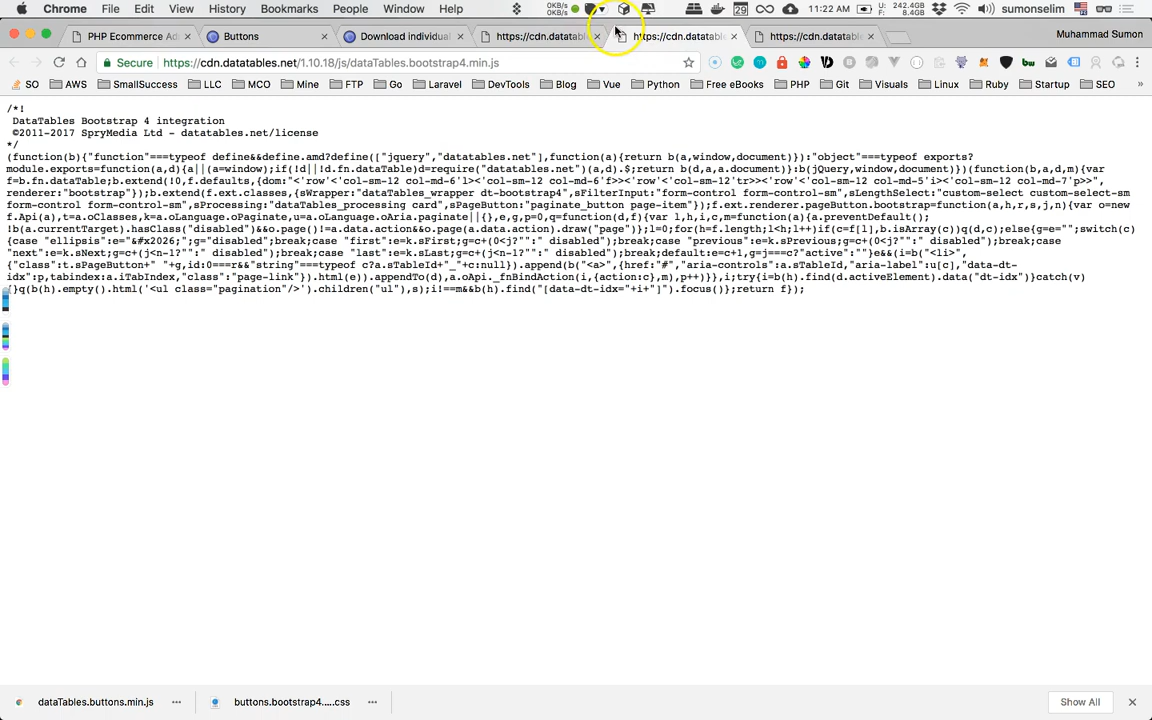 Chrome File Edit View History Bookmarks People Window Help 0KB/s 0KB/s 29 11:22 AM U: F: 242.4GB 8.4GB sumonselim
PHP Ecommerce Adm Buttons Download individual https://cdn.datatabl https://cdn.datatabl https://cdn.datatabl Muhammad Sumon
Secure https://cdn.datatables.net/1.10.18/js/dataTables.bootstrap4.min.js
SO AWS SmallSuccess LLC MCO Mine FTP Go Laravel DevTools Blog Vue Python Free eBooks PHP Git Visuals Linux Ruby Startup SEO »
/*!
DataTables Bootstrap 4 integration
©2011-2017 SpryMedia Ltd - datatables.net/license
*/
(function(b){"function"===typeof define&&define.amd?define(["jquery","datatables.net"],function(a){return b(a,window,document)}):"object"===typeof exports?
module.exports=function(a,d){a||(a=window);if(!d||!d.fn.dataTable)d=require("datatables.net")(a,d).$;return b(d,a,a.document)}:b(jQuery,window,document)})(function(b,a,d,m){var
f=b.fn.dataTable;b.extend(!0,f.defaults,{dom:"<'row'<'col-sm-12 col-md-6'l><'col-sm-12 col-md-6'f>><'row'<'col-sm-12'tr>><'row'<'col-sm-12 col-md-5'i><'col-sm-12 col-md-7'p>>",
renderer:"bootstrap"});b.extend(f.ext.classes,{sWrapper:"dataTables_wrapper dt-bootstrap4",sFilterInput:"form-control form-control-sm",sLengthSelect:"custom-select custom-select-sm
form-control form-control-sm",sProcessing:"dataTables_processing card",sPageButton:"paginate_button page-item"});f.ext.renderer.pageButton.bootstrap=function(a,h,r,s,j,n){var o=new
f.Api(a),t=a.oClasses,k=a.oLanguage.oPaginate,u=a.oLanguage.oAria.paginate||{},e,g,p=0,q=function(d,f){var l,h,i,c,m=function(a){a.preventDefault();
!b(a.currentTarget).hasClass("disabled")&&o.page()!=a.data.action&&o.page(a.data.action).draw("page")};l=0;for(h=f.length;l<h;l++)if(c=f[l],b.isArray(c))q(d,c);else{g=e="";switch(c)
{case "ellipsis":e="&#x2026;";g="disabled";break;case "first":e=k.sFirst;g=c+(0<j?"":" disabled");break;case "previous":e=k.sPrevious;g=c+(0<j?"":" disabled");break;case
"next":e=k.sNext;g=c+(j<n-1?"":" disabled");break;case "last":e=k.sLast;g=c+(j<n-1?"":" disabled");break;default:e=c+1,g=j===c?"active":""}e&&(i=b("<li>",
{"class":t.sPageButton+" "+g,id:0===r&&"string"===typeof c?a.sTableId+"_"+c:null}).append(b("<a>",{href:"#","aria-controls":a.sTableId,"aria-label":u[c],"data-dt-
idx":p,tabindex:a.iTabIndex,"class":"page-link"}).html(e)).appendTo(d),a.oApi._fnBindAction(i,{action:c},m),p++)}},i;try{i=b(h).find(d.activeElement).data("dt-idx")}catch(v)
{}q(b(h).empty().html('<ul class="pagination"/>').children("ul"),s);i!==m&&b(h).find("[data-dt-idx="+i+"]").focus()};return f});
dataTables.buttons.min.js buttons.bootstrap4....css Show All